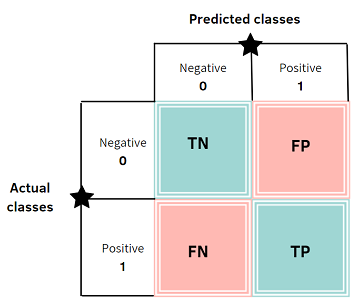 Predicted classes
Negative Positive
0 1
Negative
0
TN FP
Actual
classes
Positive
1
FN TP